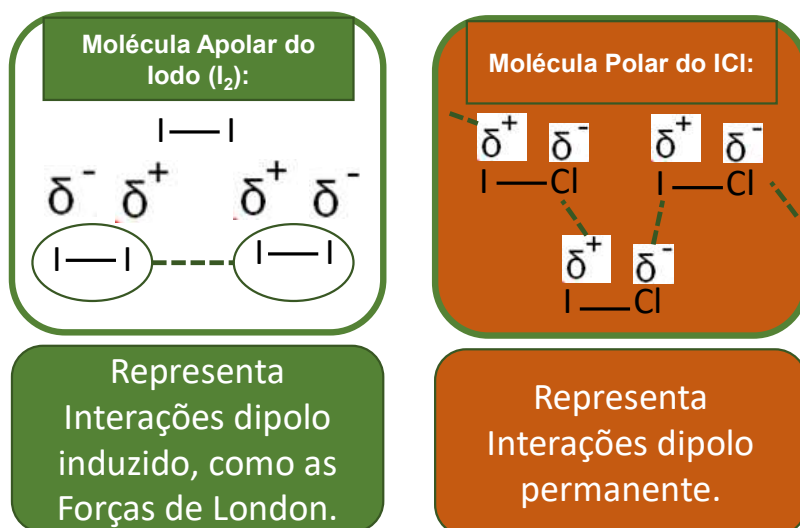 Molécula Apolar do
Iodo (I₂):
I—I
δ⁻ δ⁺ δ⁺ δ⁻
I—I I—I
Representa
Interações dipolo
induzido, como as
Forças de London.
Molécula Polar do ICl:
δ⁺ δ⁻ δ⁺ δ⁻
I—Cl I—Cl
δ⁺ δ⁻
I—Cl
Representa
Interações dipolo
permanente.